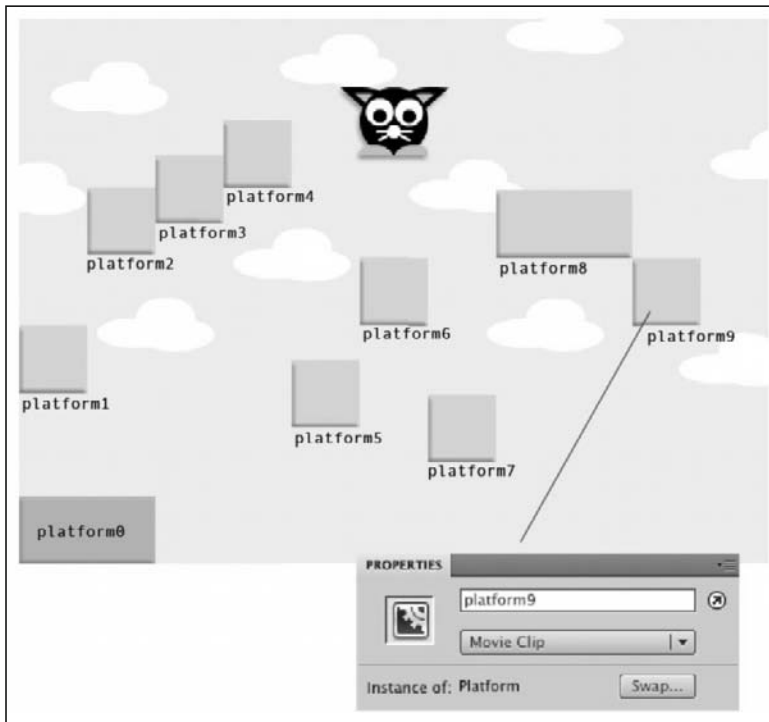 platform4
platform3
platform2
platform8
platform6
platform9
platform1
platform5
platform7
platform0
PROPERTIES
platform9
Movie Clip
Instance of: Platform Swap...